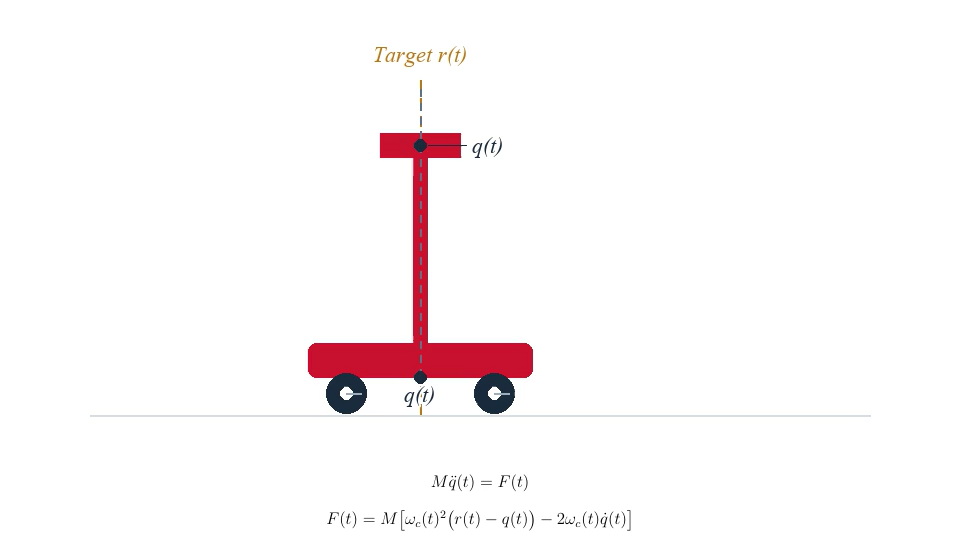 Target r(t)
q(t)
q(t)
Mq̈(t) = F(t)
F(t) = M[ω_c(t)²(r(t) − q(t)) − 2ω_c(t)q̇(t)]